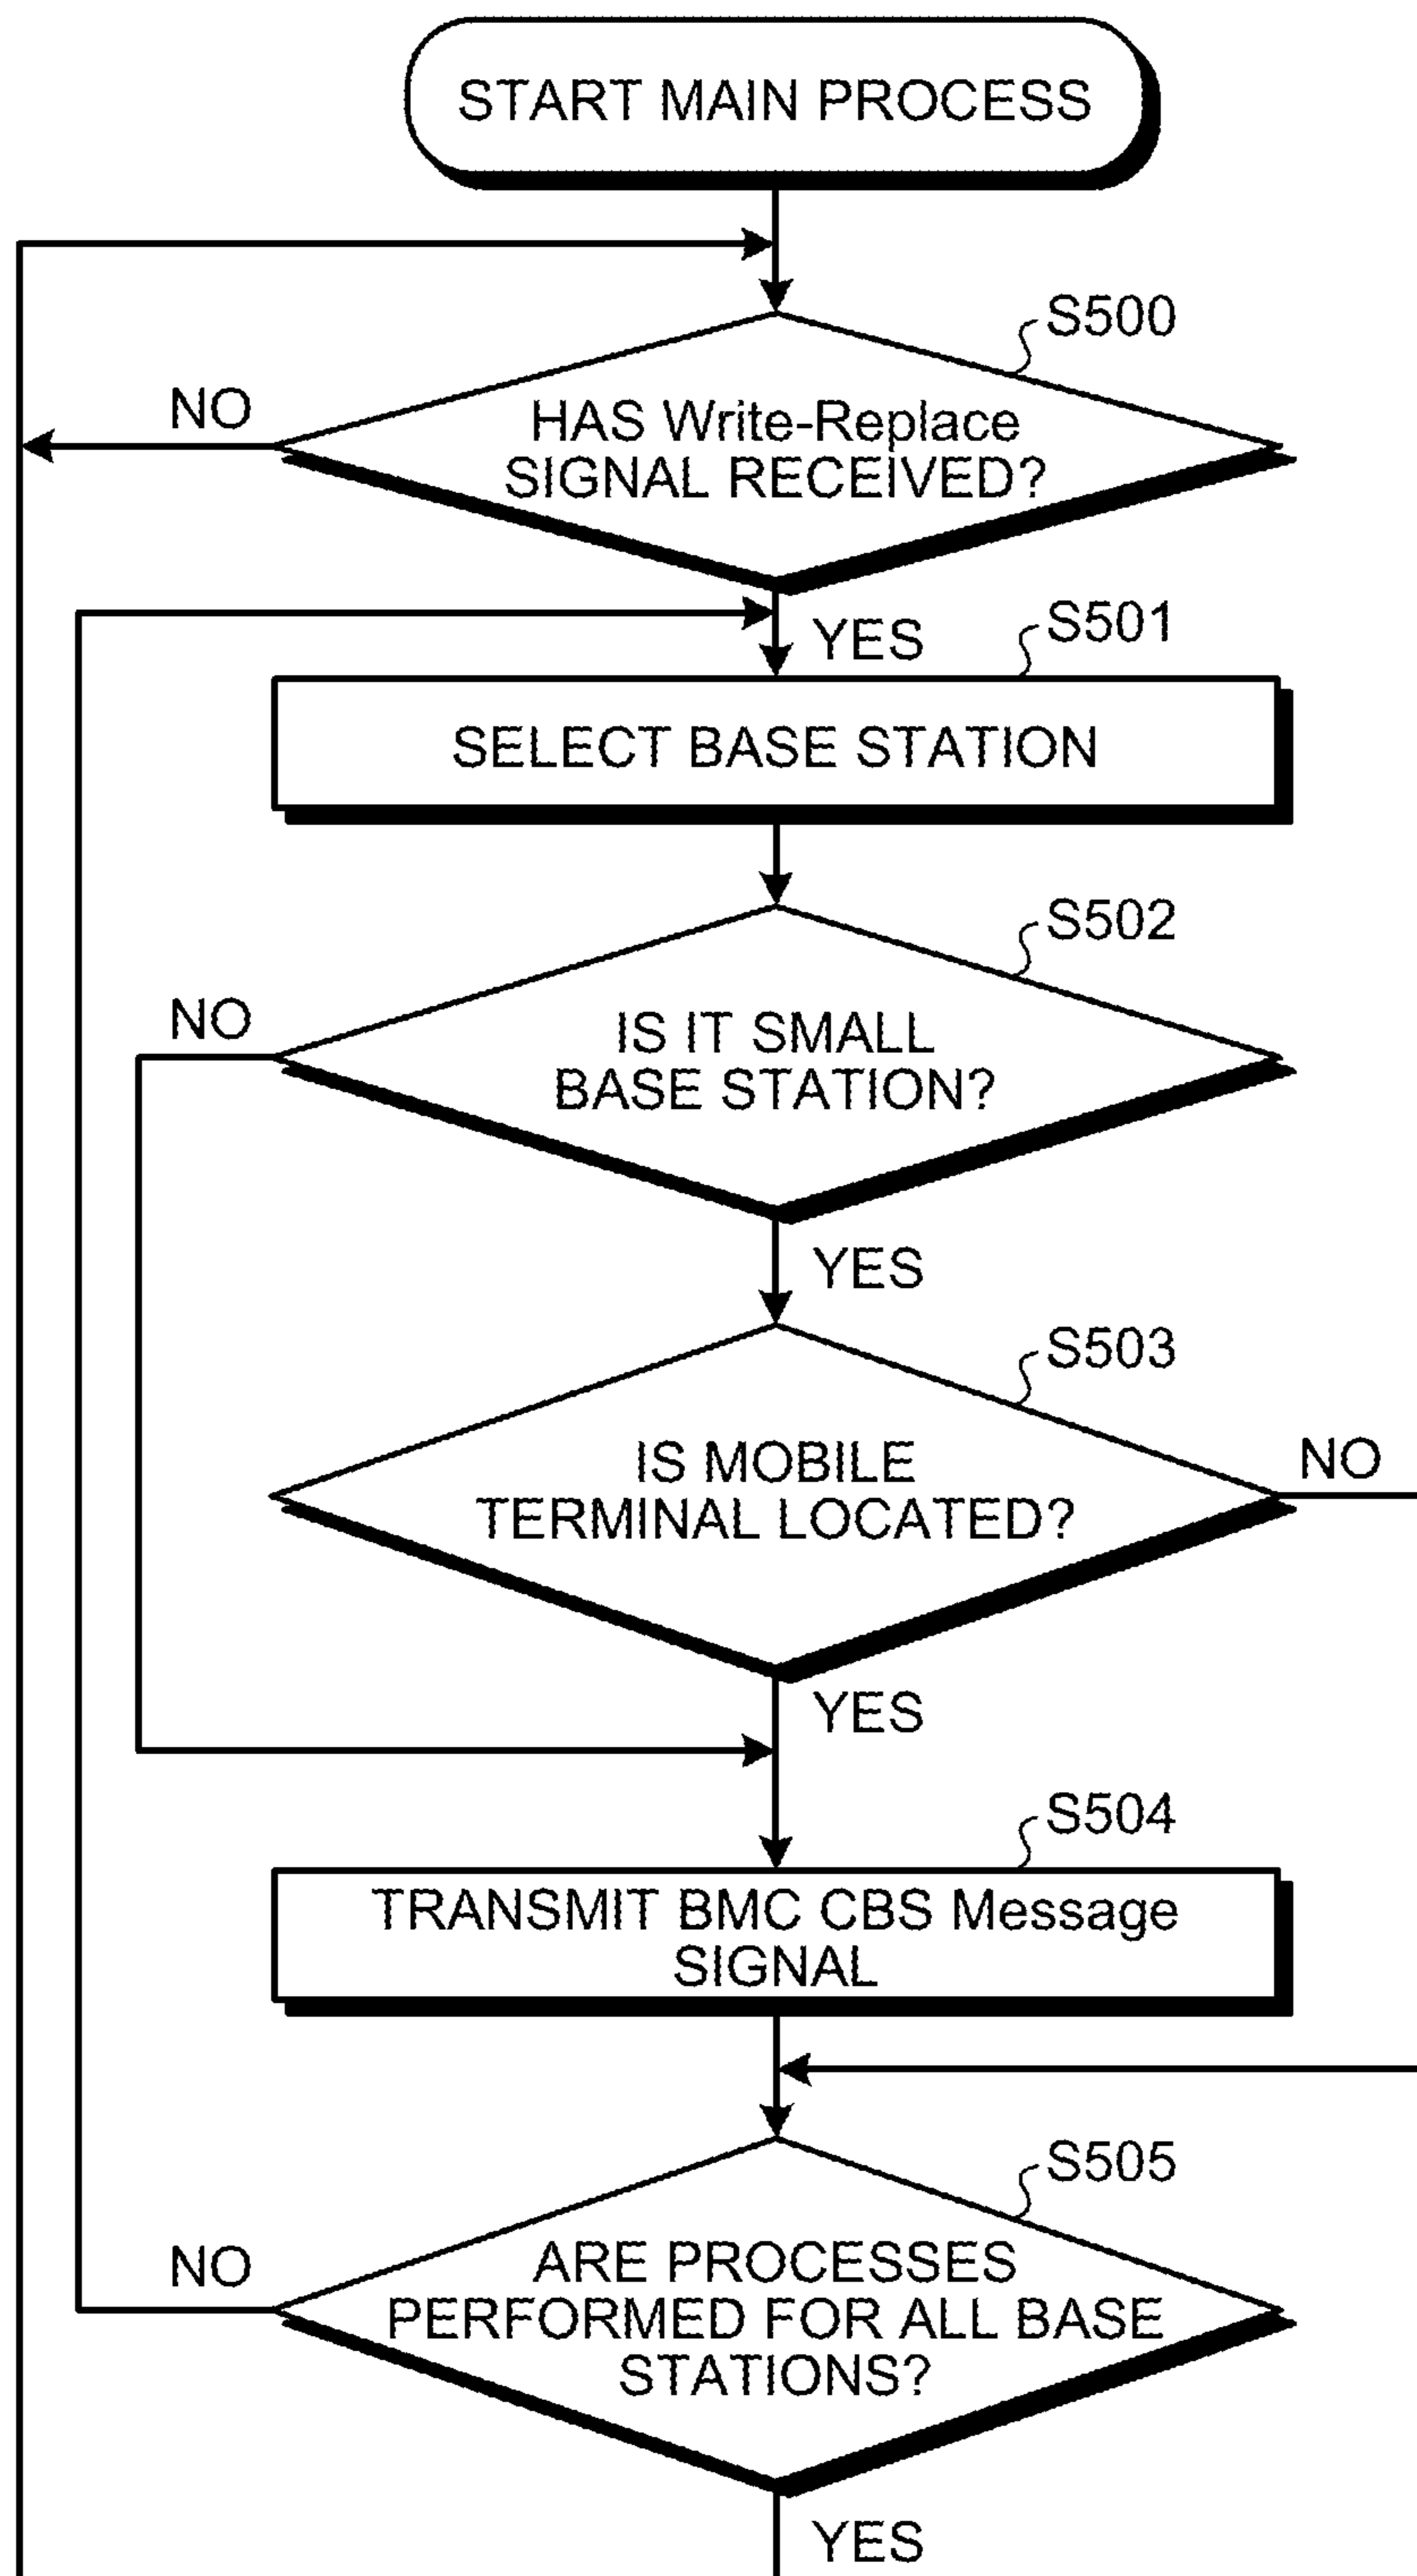 START MAIN PROCESS
S500
NO
HAS Write-Replace
SIGNAL RECEIVED?
YES
S501
SELECT BASE STATION
S502
NO
IS IT SMALL
BASE STATION?
YES
S503
IS MOBILE
TERMINAL LOCATED?
NO
YES
S504
TRANSMIT BMC CBS Message
SIGNAL
S505
NO
ARE PROCESSES
PERFORMED FOR ALL BASE
STATIONS?
YES